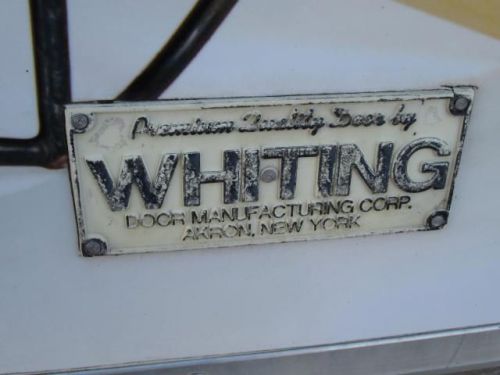 Premium Quality Door by
WHITING
DOOR MANUFACTURING CORP.
AKRON, NEW YORK